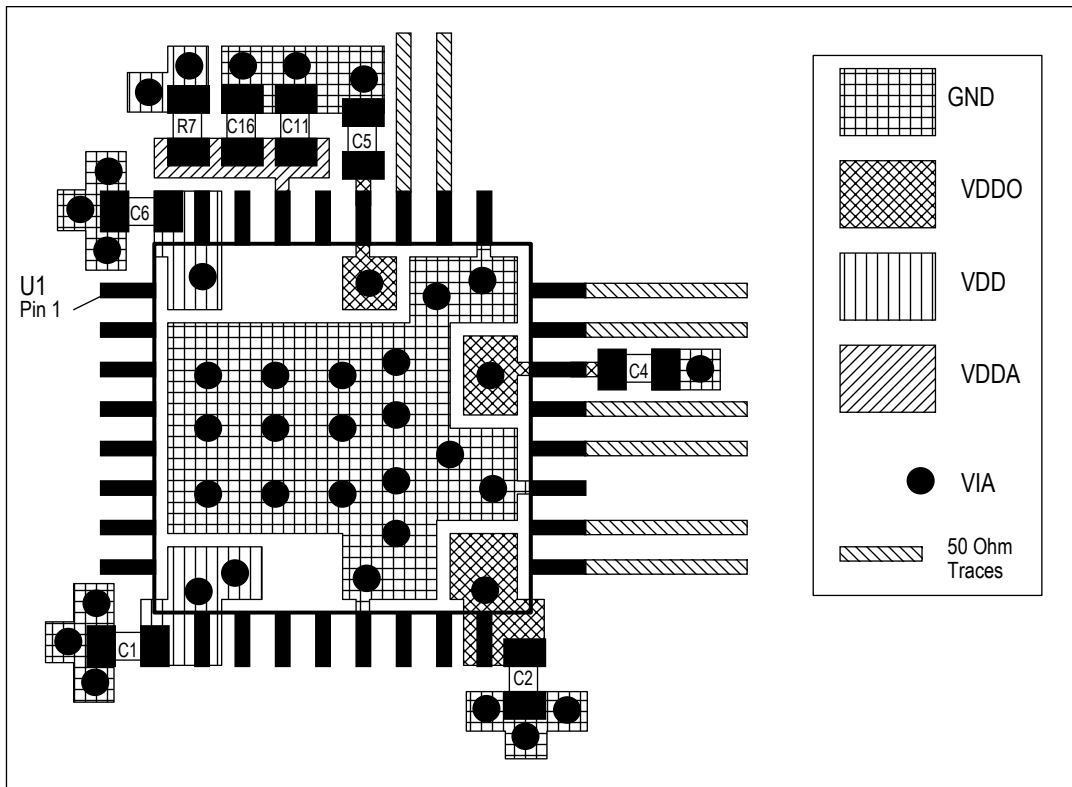 R7
C16
C11
C5
C6
U1
Pin 1
C4
C1
C2
GND
VDDO
VDD
VDDA
VIA
50 Ohm
Traces